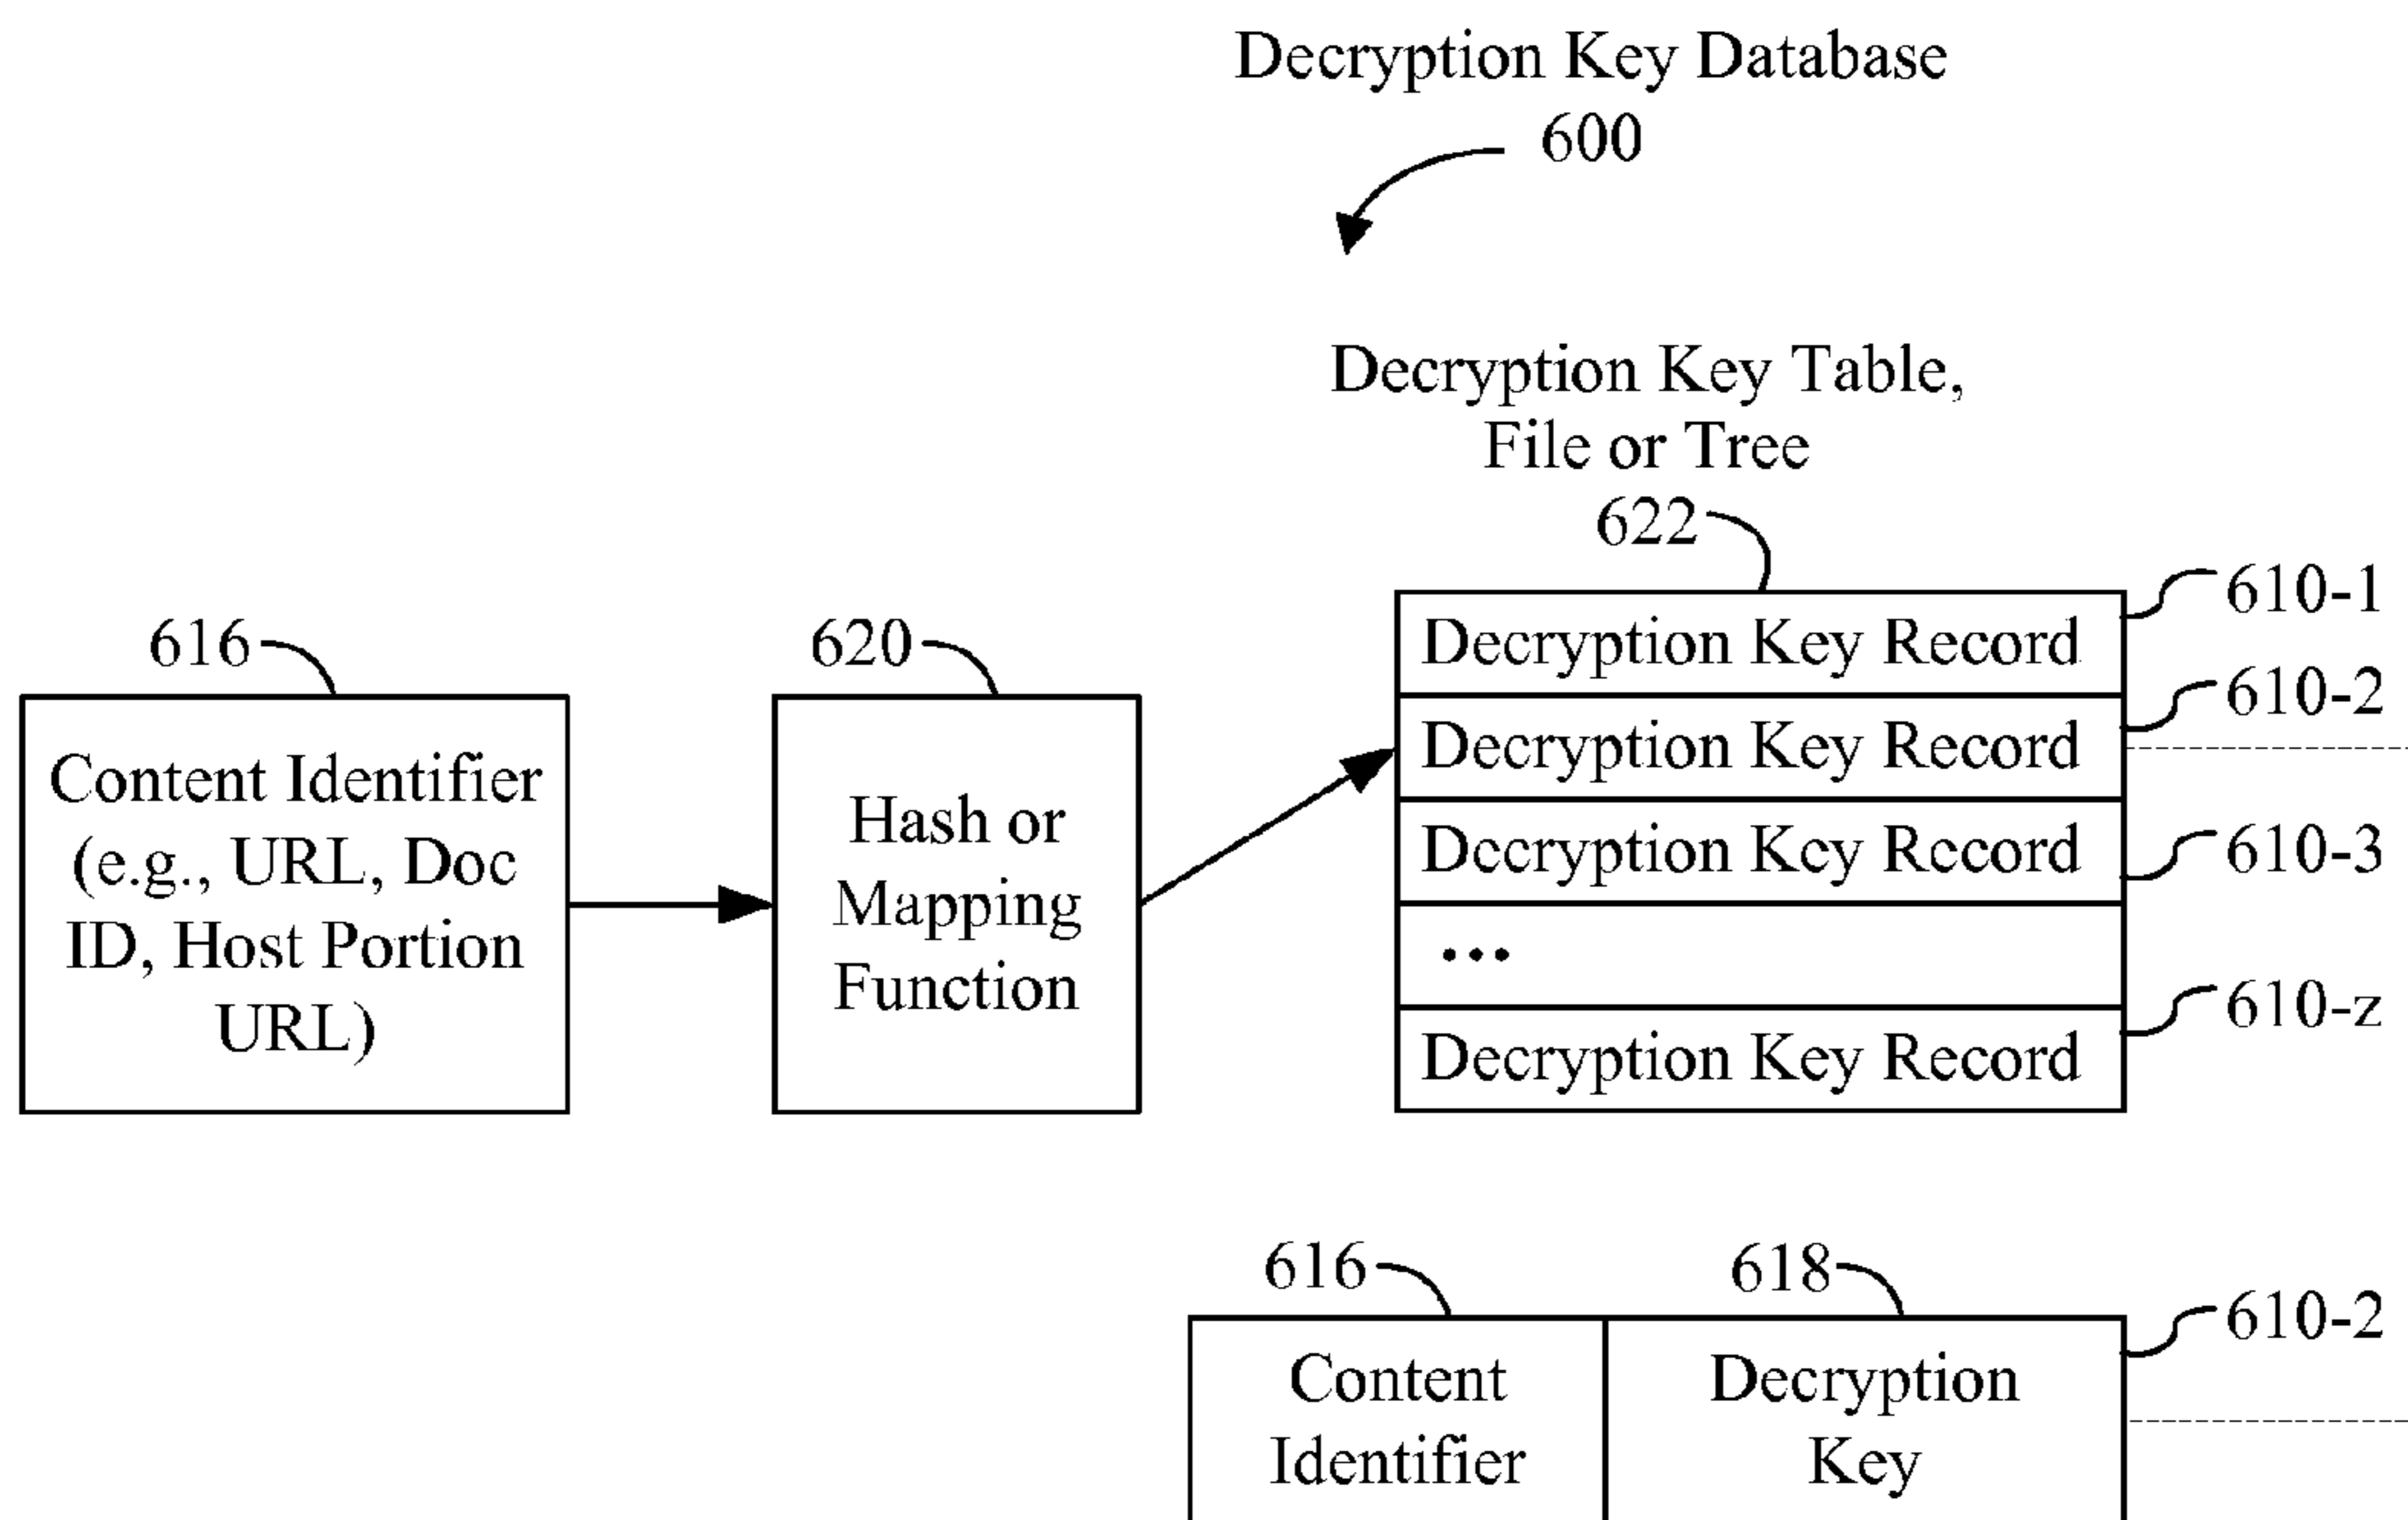 Decryption Key Database
600
Decryption Key Table,
File or Tree
622
616
Content Identifier
(e.g., URL, Doc
ID, Host Portion
URL)
620
Hash or
Mapping
Function
Decryption Key Record
610-1
Decryption Key Record
610-2
Decryption Key Record
610-3
...
Decryption Key Record
610-z
616
618
610-2
Content
Identifier
Decryption
Key